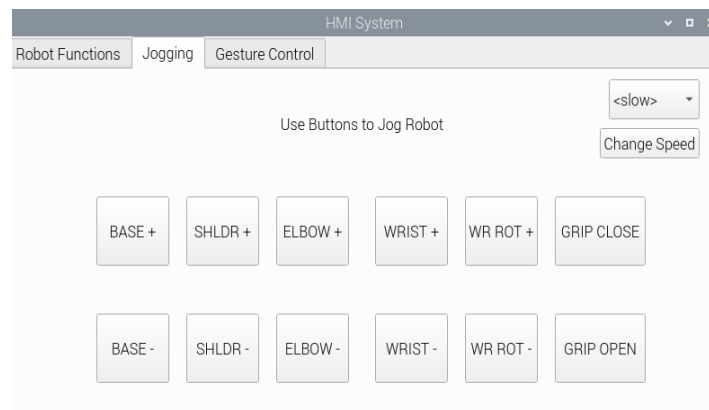 HMI System
Robot Functions Jogging Gesture Control
<slow>
Use Buttons to Jog Robot
Change Speed
BASE + SHLDR + ELBOW + WRIST + WR ROT + GRIP CLOSE
BASE - SHLDR - ELBOW - WRIST - WR ROT - GRIP OPEN